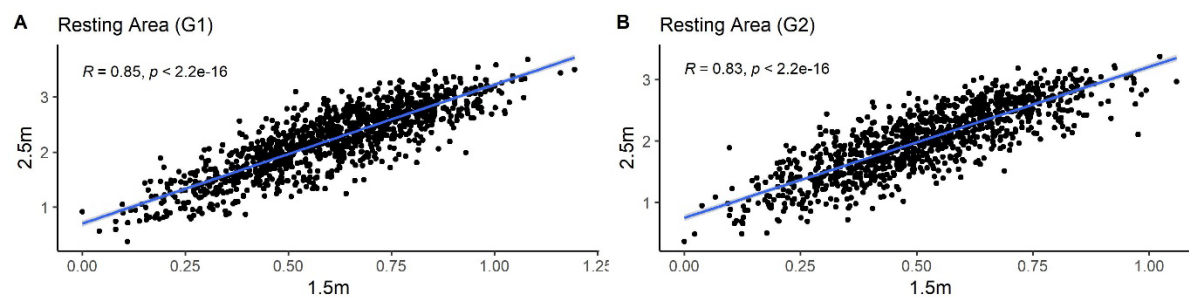 A Resting Area (G1)
R = 0.85, p < 2.2e-16
3
2
1
2.5m
0.00 0.25 0.50 0.75 1.00 1.25
1.5m
B Resting Area (G2)
R = 0.83, p < 2.2e-16
3
2
1
2.5m
0.00 0.25 0.50 0.75 1.00
1.5m